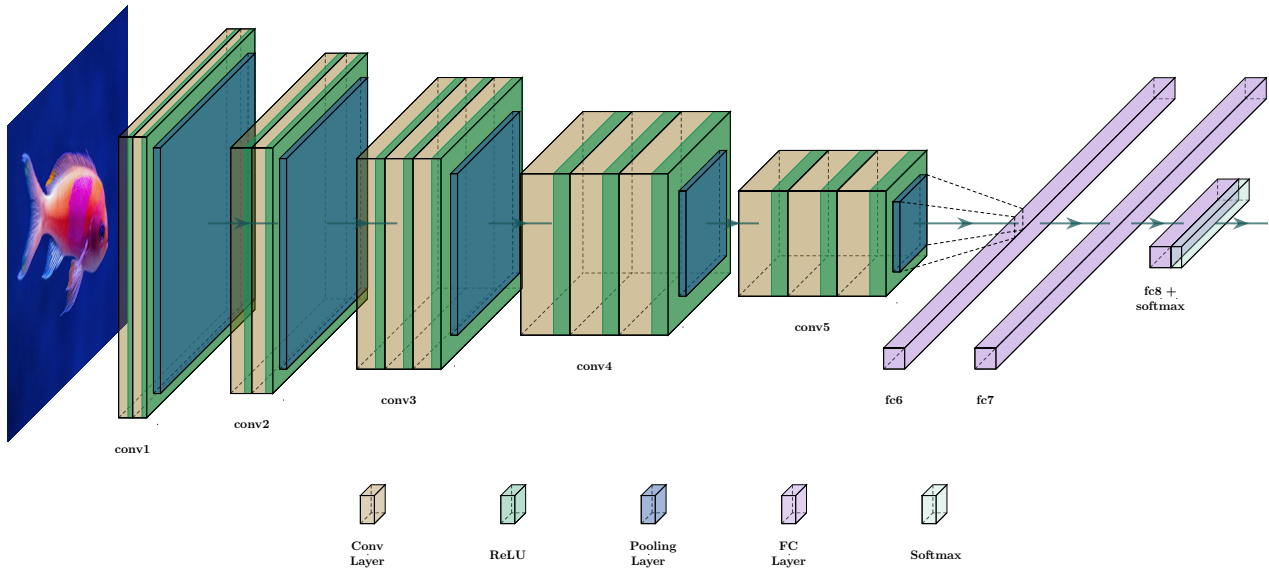 conv1
conv2
conv3
conv4
conv5
fc6
fc7
fc8 +
softmax
Conv
Layer
ReLU
Pooling
Layer
FC
Layer
Softmax